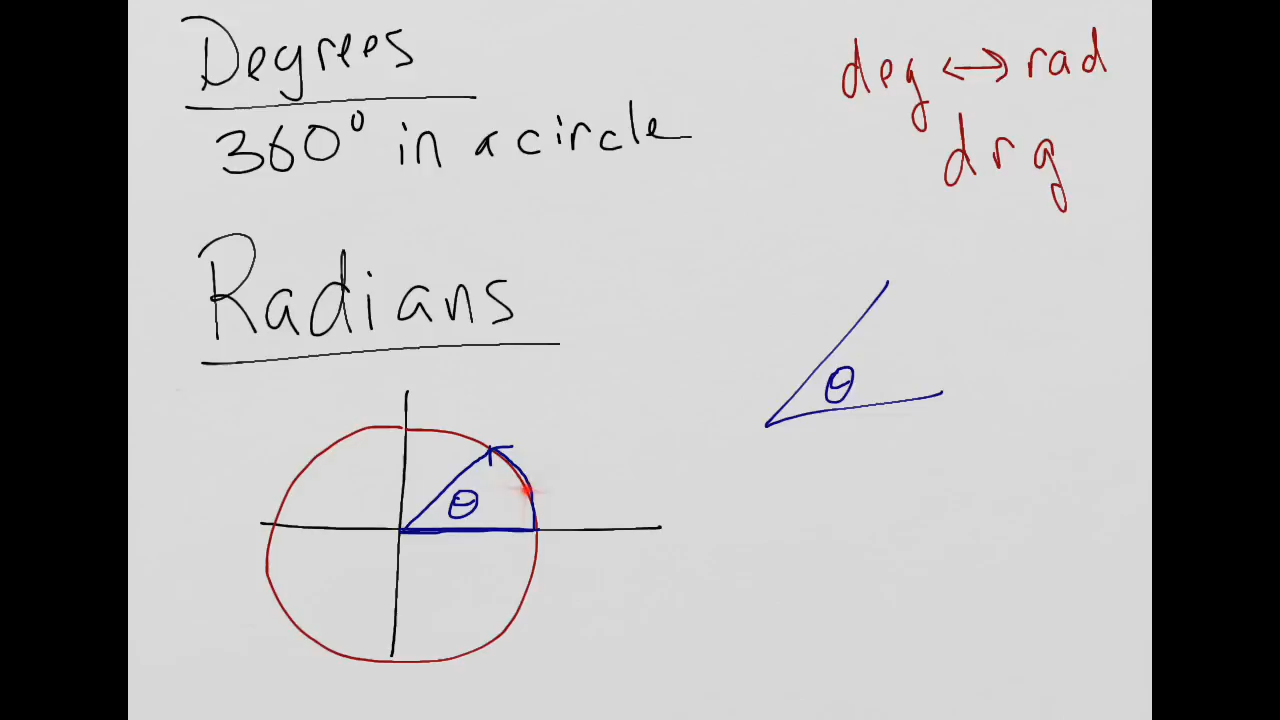 Degrees
360° in a circle
deg ↔ rad
drg
Radians
θ
θ